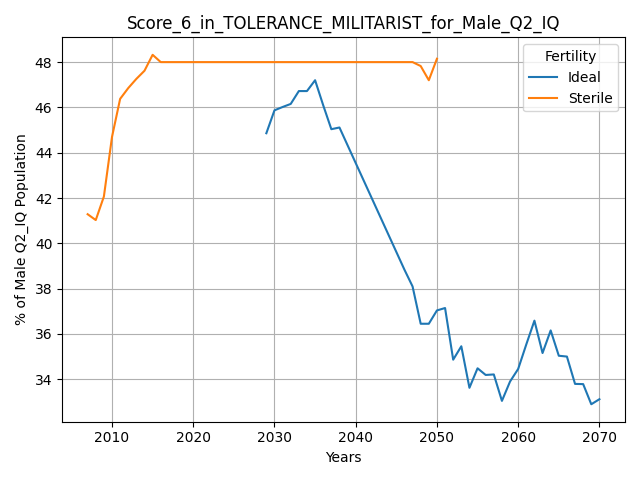 Score_6_in_TOLERANCE_MILITARIST_for_Male_Q2_IQ
% of Male Q2_IQ Population
48
46
44
42
40
38
36
34
Fertility
Ideal
Sterile
2010 2020 2030 2040 2050 2060 2070
Years